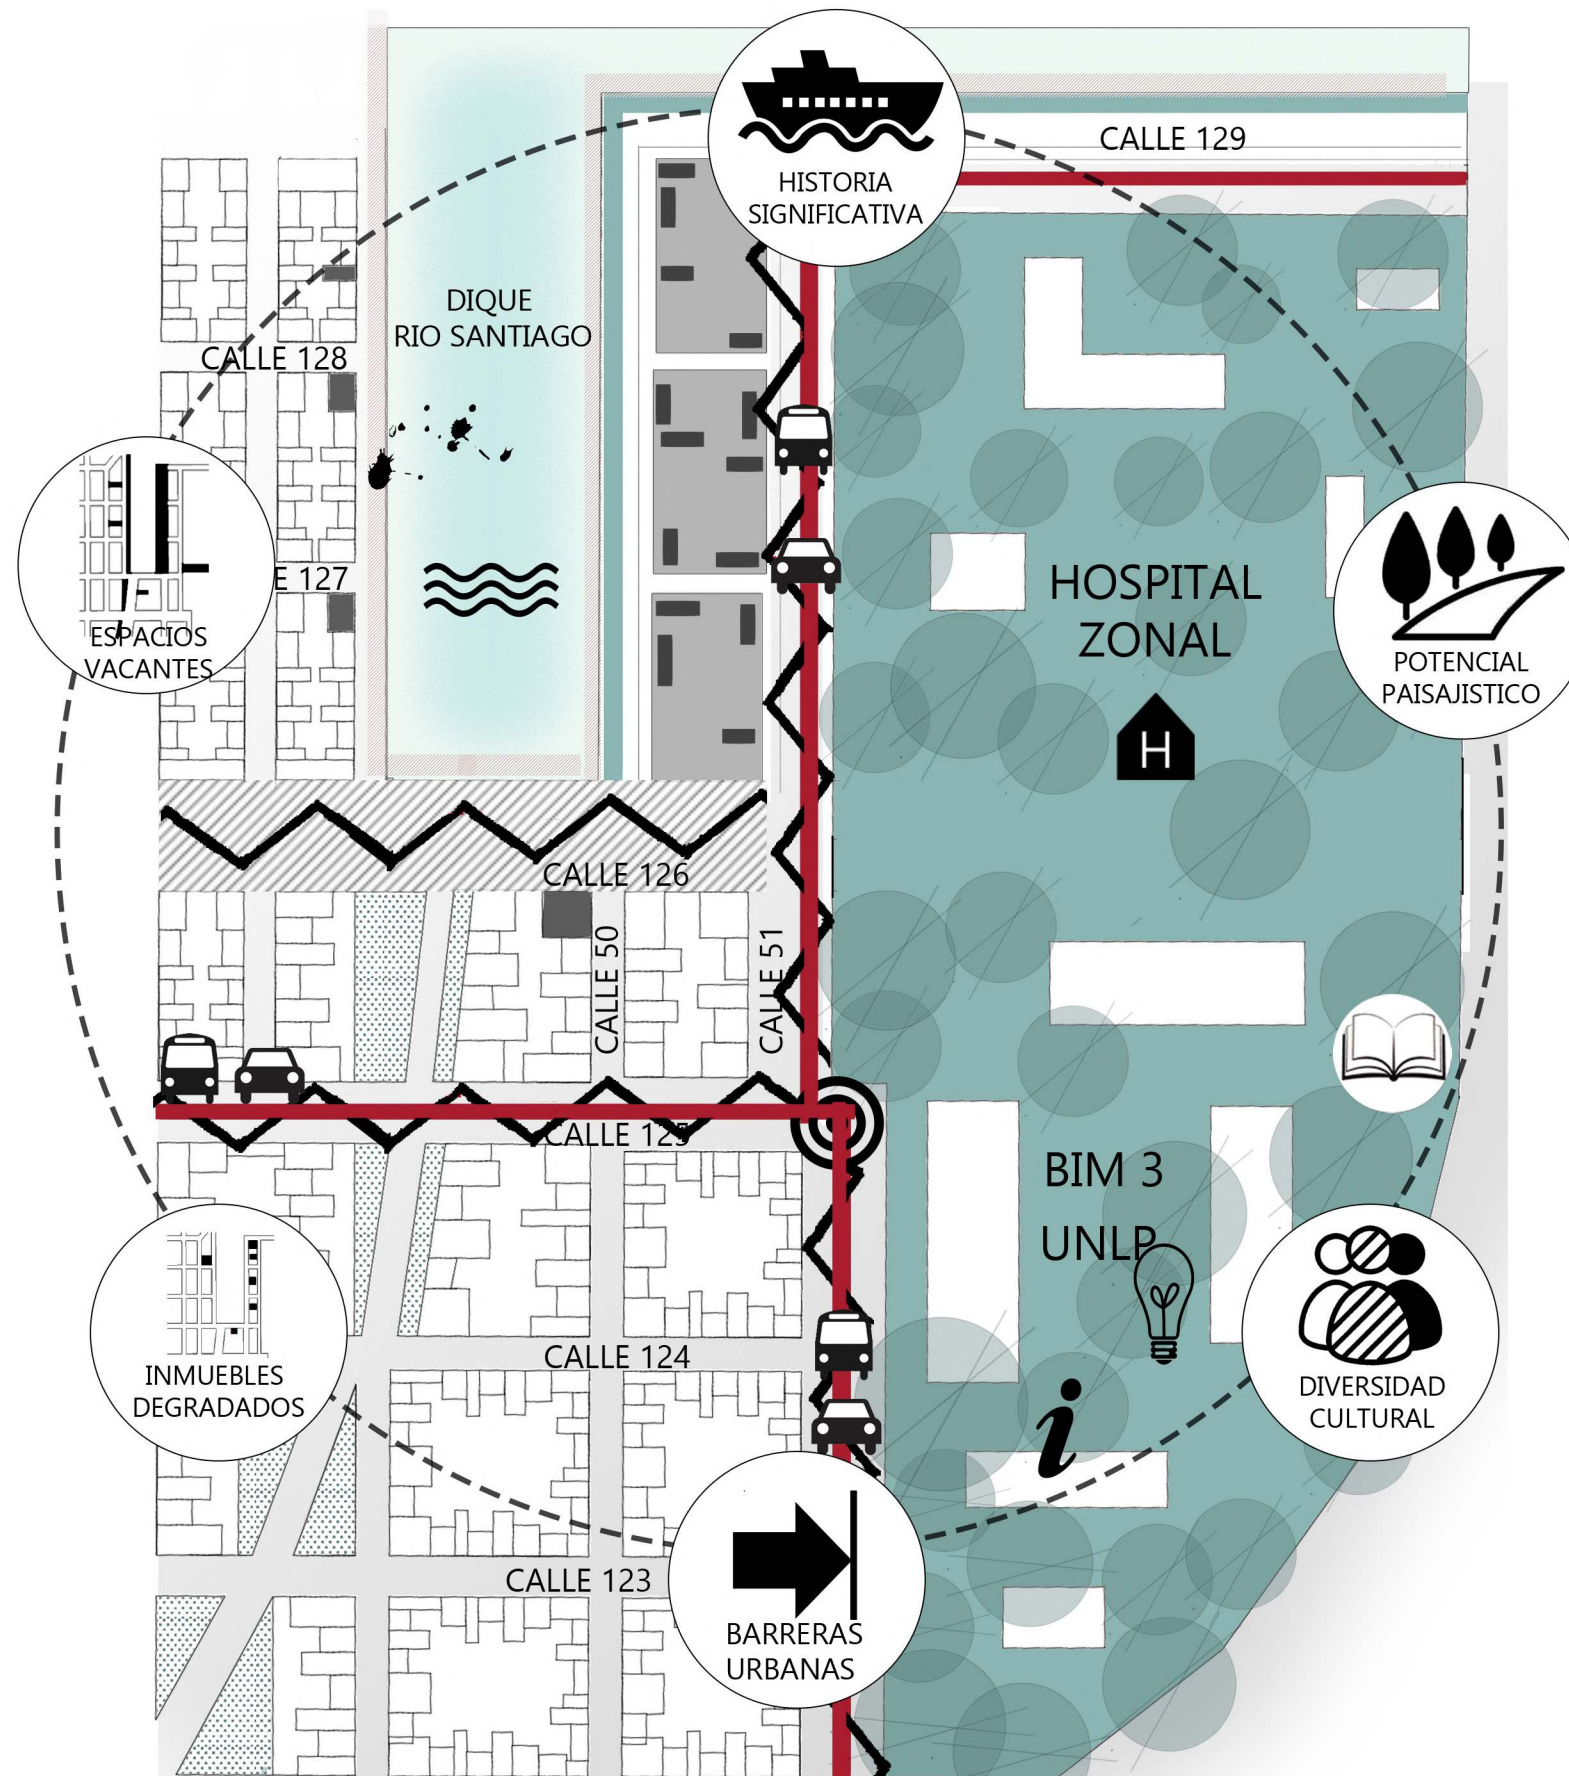 HISTORIA
SIGNIFICATIVA
CALLE 129
DIQUE
RIO SANTIAGO
CALLE 128
E 127
ESPACIOS
VACANTES
HOSPITAL
ZONAL
H
POTENCIAL
PAISAJISTICO
CALLE 126
CALLE 50
CALLE 51
CALLE 125
BIM 3
UNLP
i
CALLE 124
INMUEBLES
DEGRADADOS
DIVERSIDAD
CULTURAL
CALLE 123
BARRERAS
URBANAS